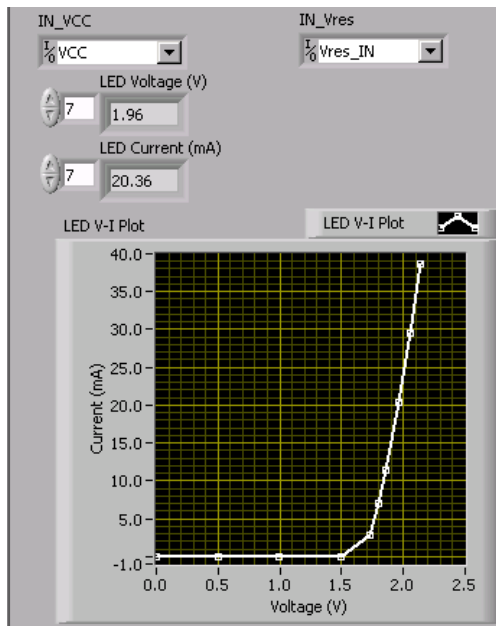 IN_VCC
IN_Vres
I/O VCC
I/O Vres_IN
LED Voltage (V)
7
1.96
LED Current (mA)
7
20.36
LED V-I Plot
LED V-I Plot
40.0
35.0
30.0
25.0
20.0
15.0
10.0
5.0
-1.0
Current (mA)
0.0 0.5 1.0 1.5 2.0 2.5
Voltage (V)